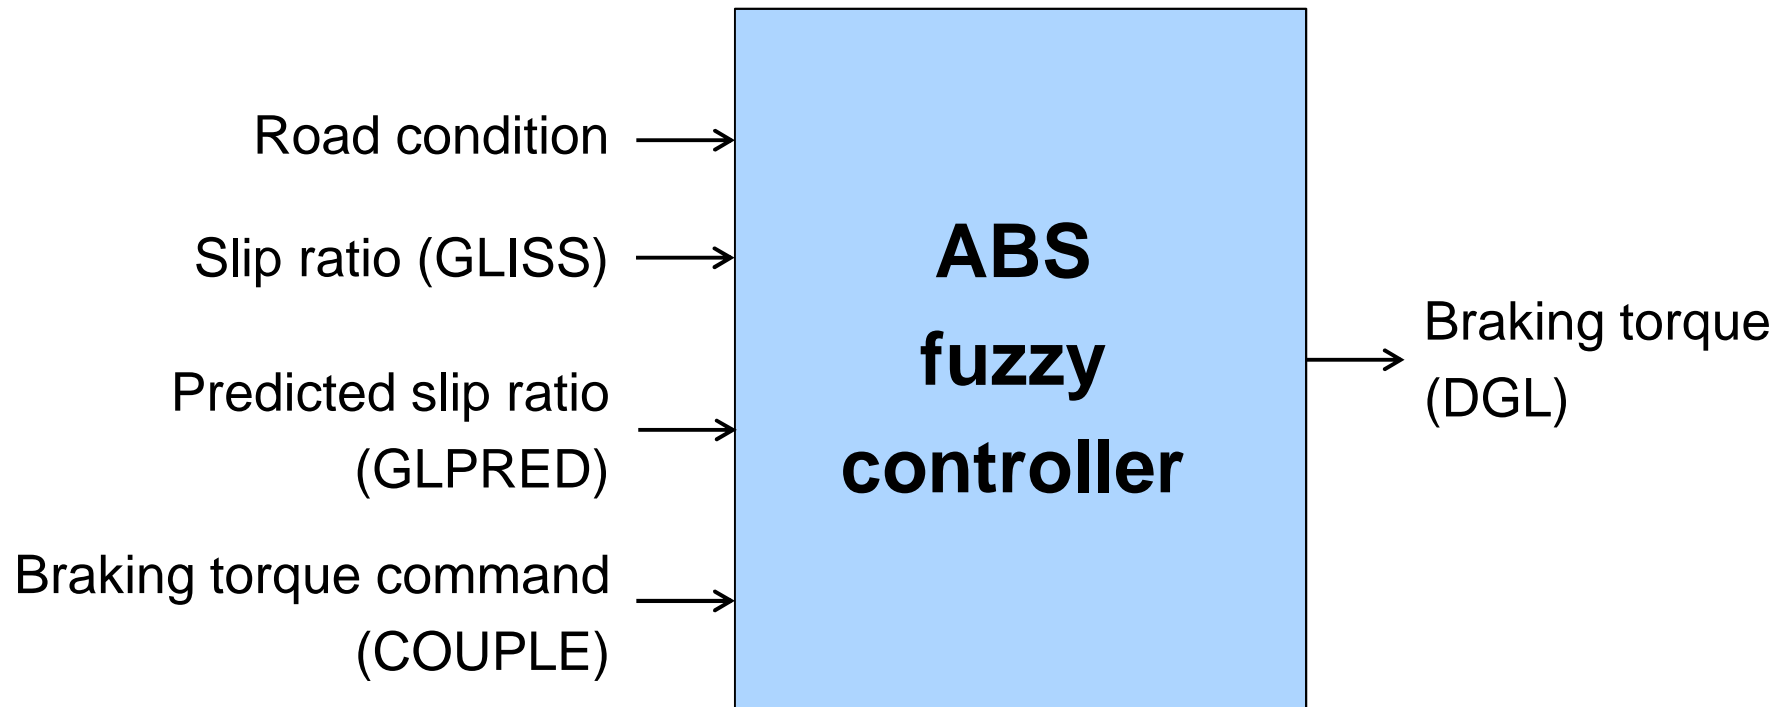 Road condition
Slip ratio (GLISS)
Predicted slip ratio
(GLPRED)
Braking torque command
(COUPLE)
ABS
fuzzy
controller
Braking torque
(DGL)